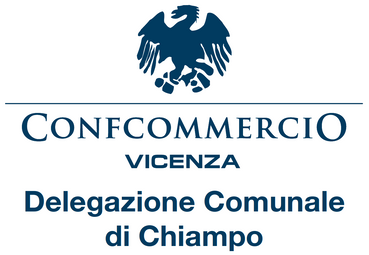 CONFCOMMERCIO
VICENZA
Delegazione Comunale
di Chiampo